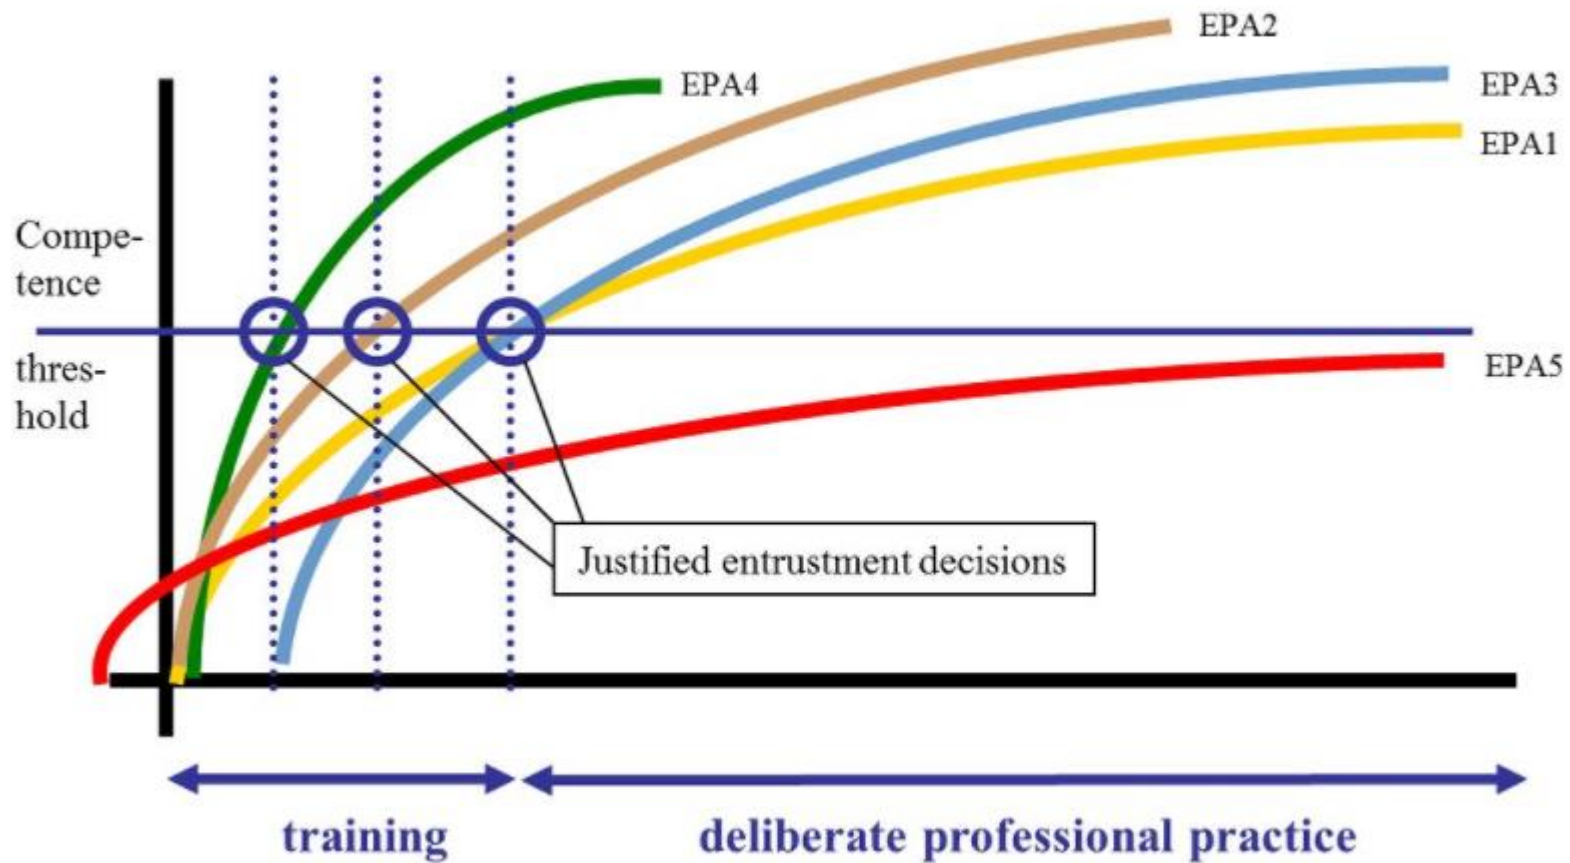 EPA2
EPA4
EPA3
EPA1
Compe-
tence
thres-
hold
EPA5
Justified entrustment decisions
training
deliberate professional practice